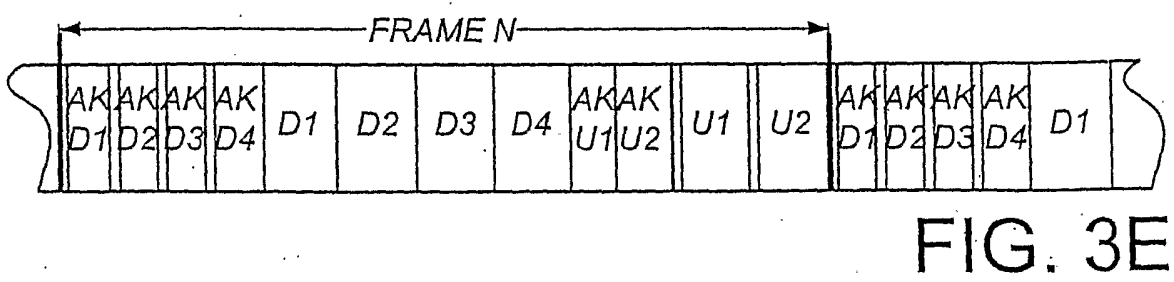 FRAME N
AK AK AK AK D1 D2 D3 D4 AK AK U1 U2 AK AK AK AK D1
D1 D2 D3 D4 U1 U2 D1 D2 D3 D4
FIG. 3E